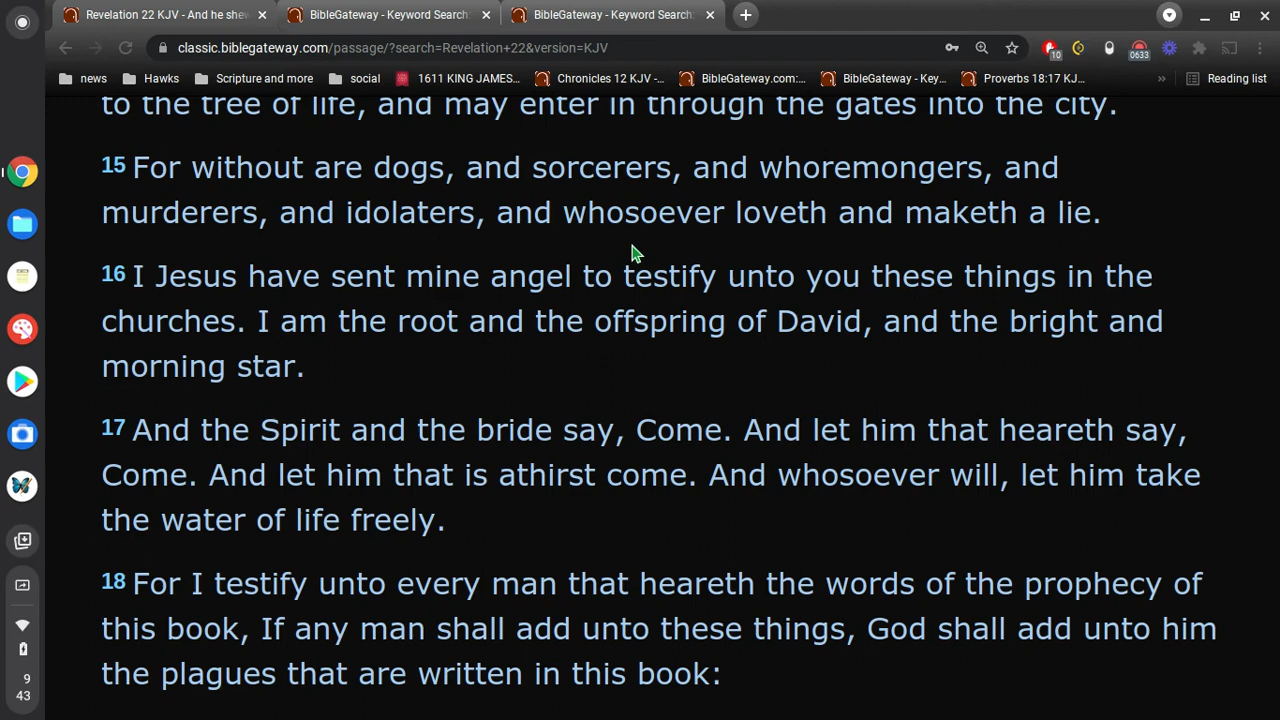 Revelation 22 KJV - And he shew
BibleGateway - Keyword Search:
BibleGateway - Keyword Search:
classic.biblegateway.com/passage/?search=Revelation+22&version=KJV
10
0633
news
Hawks
Scripture and more
social
1611 KING JAMES...
Chronicles 12 KJV -...
BibleGateway.com:...
BibleGateway - Key...
Proverbs 18:17 KJ...
»
Reading list
to the tree of life, and may enter in through the gates into the city.
15 For without are dogs, and sorcerers, and whoremongers, and
murderers, and idolaters, and whosoever loveth and maketh a lie.
16 I Jesus have sent mine angel to testify unto you these things in the
churches. I am the root and the offspring of David, and the bright and
morning star.
17 And the Spirit and the bride say, Come. And let him that heareth say,
Come. And let him that is athirst come. And whosoever will, let him take
the water of life freely.
18 For I testify unto every man that heareth the words of the prophecy of
this book, If any man shall add unto these things, God shall add unto him
the plagues that are written in this book:
9
43